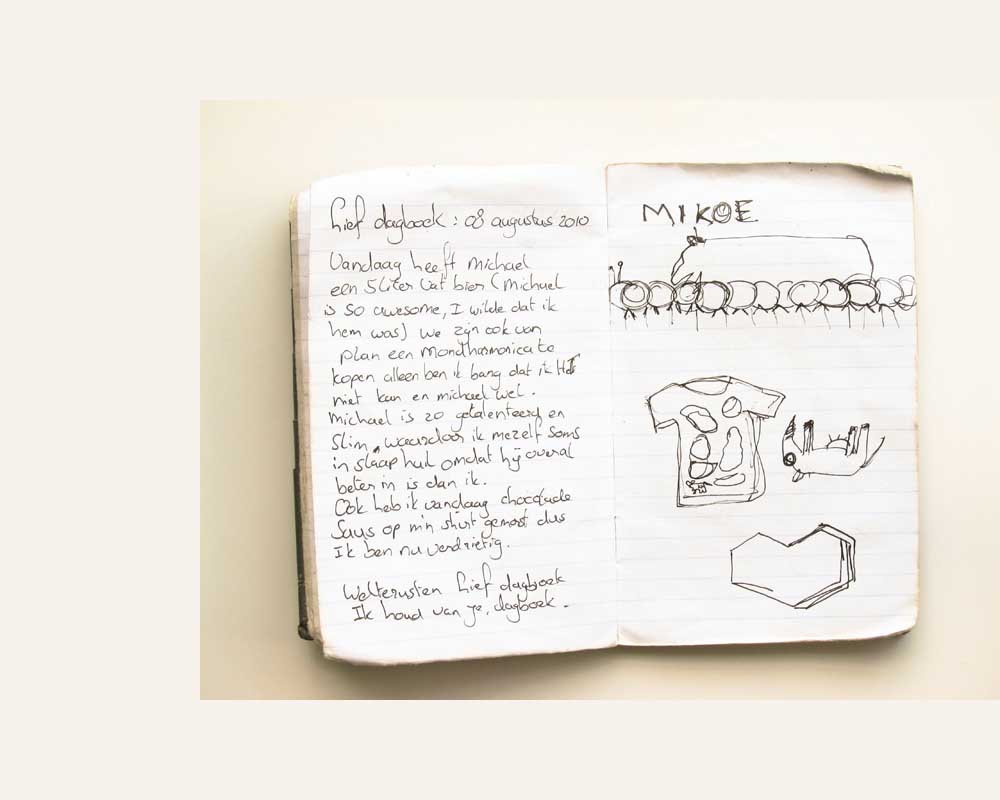 Lief dagboek : 08 augustus 2010
Vandaag heeft michael
een 5liter vat bier (Michael
is so awesome, I wilde dat ik
hem was) we zijn ook van
plan een Mondharmonica te
kopen alleen ben ik bang dat ik Het
niet kan en michael wel.
Michael is zo getalenteerd en
Slim, waardoor ik mezelf soms
in slaap huil omdat hij overal
beter in is dan ik.
Ook heb ik vandaag chocolade
Saus op m'n shirt gemorst dus
Ik ben nu verdrietig.
Welterusten Lief dagboek
Ik houd van je, dagboek.
MIKOE